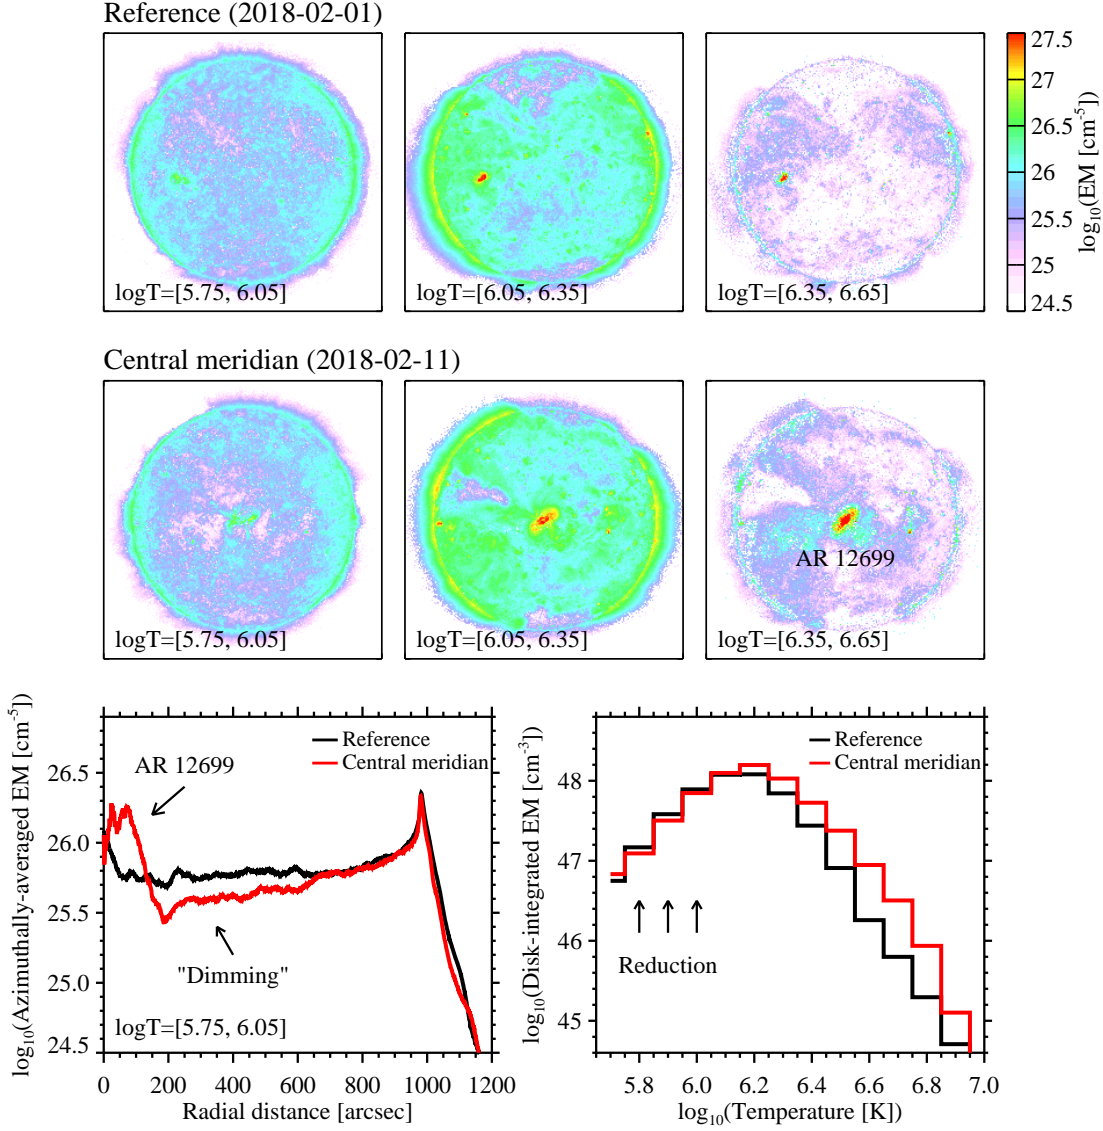 Reference (2018-02-01)
logT=[5.75, 6.05]
logT=[6.05, 6.35]
logT=[6.35, 6.65]
27.5
27
26.5
26
25.5
25
24.5
log₁₀(EM [cm⁻⁵])
Central meridian (2018-02-11)
logT=[5.75, 6.05]
logT=[6.05, 6.35]
AR 12699
logT=[6.35, 6.65]
log₁₀(Azimuthally-averaged EM [cm⁻⁵])
26.5
26.0
25.5
25.0
24.5
Reference
Central meridian
AR 12699
"Dimming"
logT=[5.75, 6.05]
0 200 400 600 800 1000 1200
Radial distance [arcsec]
log₁₀(Disk-integrated EM [cm⁻³])
48
47
46
45
Reference
Central meridian
Reduction
5.8 6.0 6.2 6.4 6.6 6.8 7.0
log₁₀(Temperature [K])